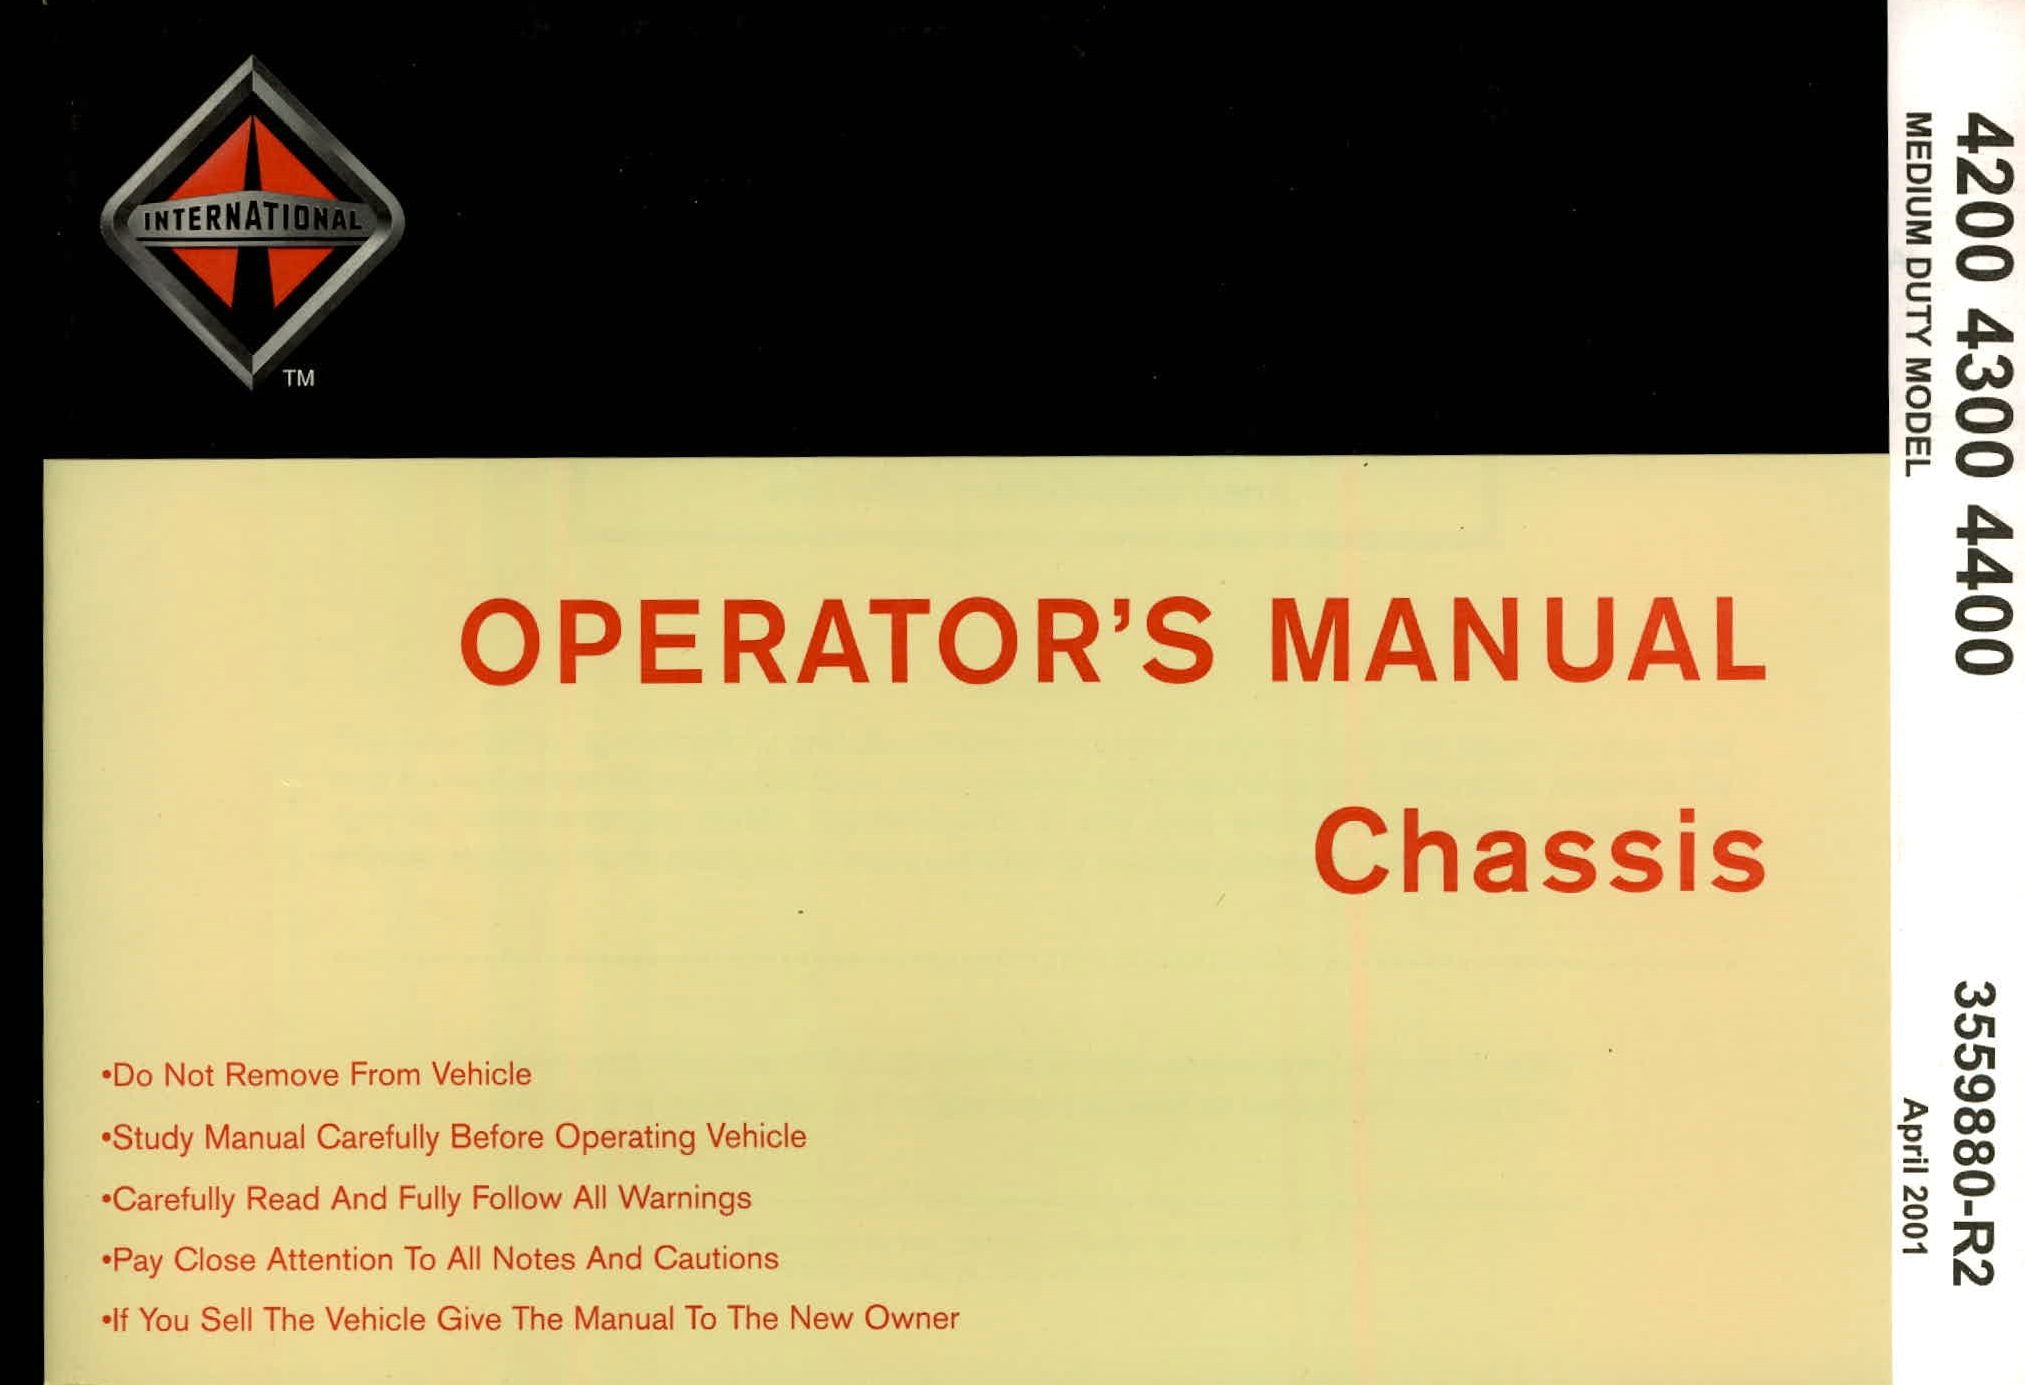 INTERNATIONAL
TM
OPERATOR'S MANUAL
Chassis
•Do Not Remove From Vehicle
•Study Manual Carefully Before Operating Vehicle
•Carefully Read And Fully Follow All Warnings
•Pay Close Attention To All Notes And Cautions
•If You Sell The Vehicle Give The Manual To The New Owner
4200 4300 4400
MEDIUM DUTY MODEL
3559880-R2
April 2001